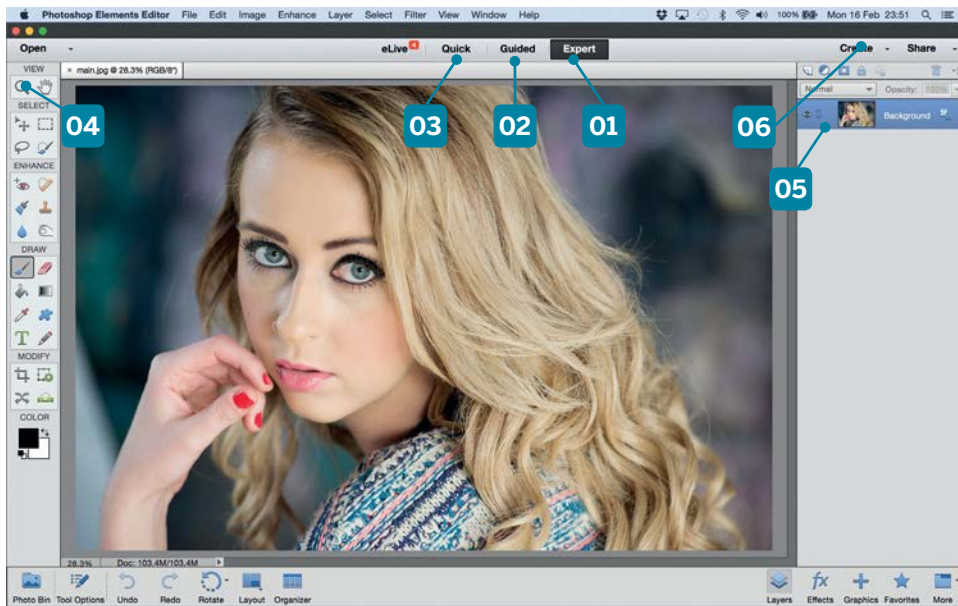 Photoshop Elements Editor File Edit Image Enhance Layer Select Filter View Window Help 100% Mon 16 Feb 23:51
Open eLive 4 Quick Guided Expert Create Share
VIEW × main.jpg @ 28.3% (RGB/8*)
Normal Opacity: 100%
SELECT
04 03 02 01 06 Background
ENHANCE
05
DRAW
T
MODIFY
COLOR
28.3% Doc: 103.4M/103.4M
fx
Photo Bin Tool Options Undo Redo Rotate Layout Organizer Layers Effects Graphics Favorites More